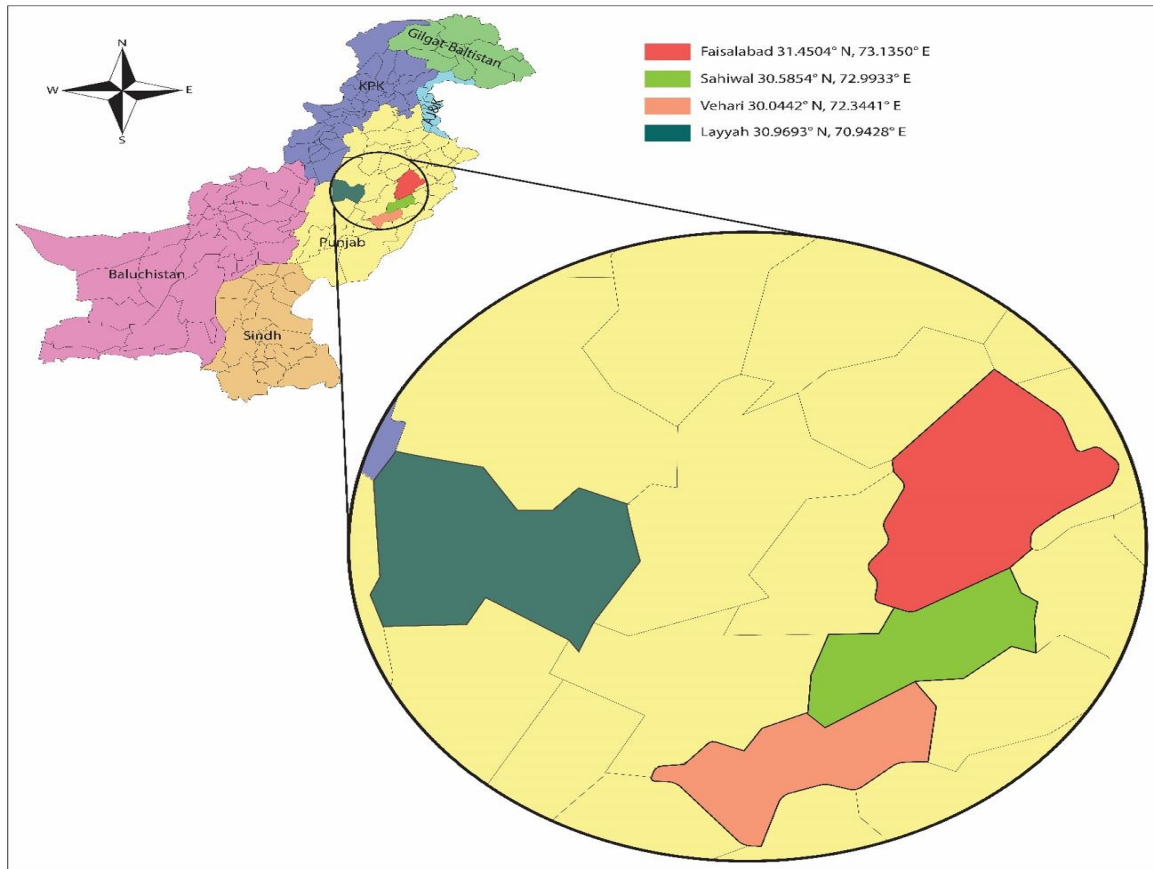 N
W
E
S
Gilgat-Baltistan
KPK
AJ&K
Punjab
Baluchistan
Sindh
Faisalabad 31.4504° N, 73.1350° E
Sahiwal 30.5854° N, 72.9933° E
Vehari 30.0442° N, 72.3441° E
Layyah 30.9693° N, 70.9428° E